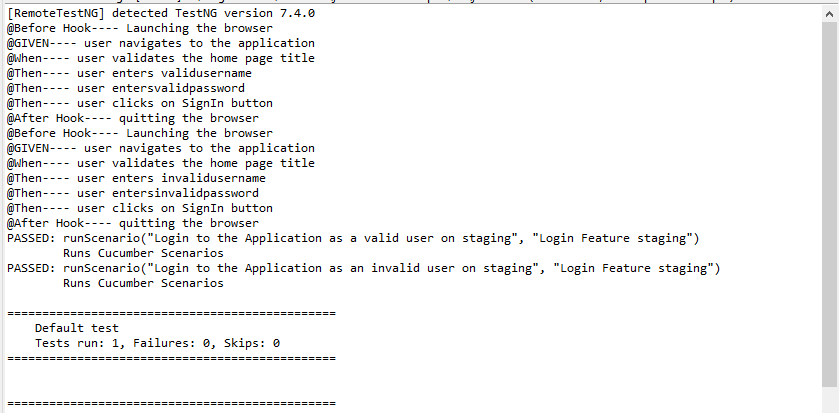 [RemoteTestNG] detected TestNG version 7.4.0
@Before Hook---- Launching the browser
@GIVEN---- user navigates to the application
@When---- user validates the home page title
@Then---- user enters validusername
@Then---- user entersvalidpassword
@Then---- user clicks on SignIn button
@After Hook---- quitting the browser
@Before Hook---- Launching the browser
@GIVEN---- user navigates to the application
@When---- user validates the home page title
@Then---- user enters invalidusername
@Then---- user entersinvalidpassword
@Then---- user clicks on SignIn button
@After Hook---- quitting the browser
PASSED: runScenario("Login to the Application as a valid user on staging", "Login Feature staging")
        Runs Cucumber Scenarios
PASSED: runScenario("Login to the Application as an invalid user on staging", "Login Feature staging")
        Runs Cucumber Scenarios
===============================================
    Default test
    Tests run: 1, Failures: 0, Skips: 0
===============================================
===============================================